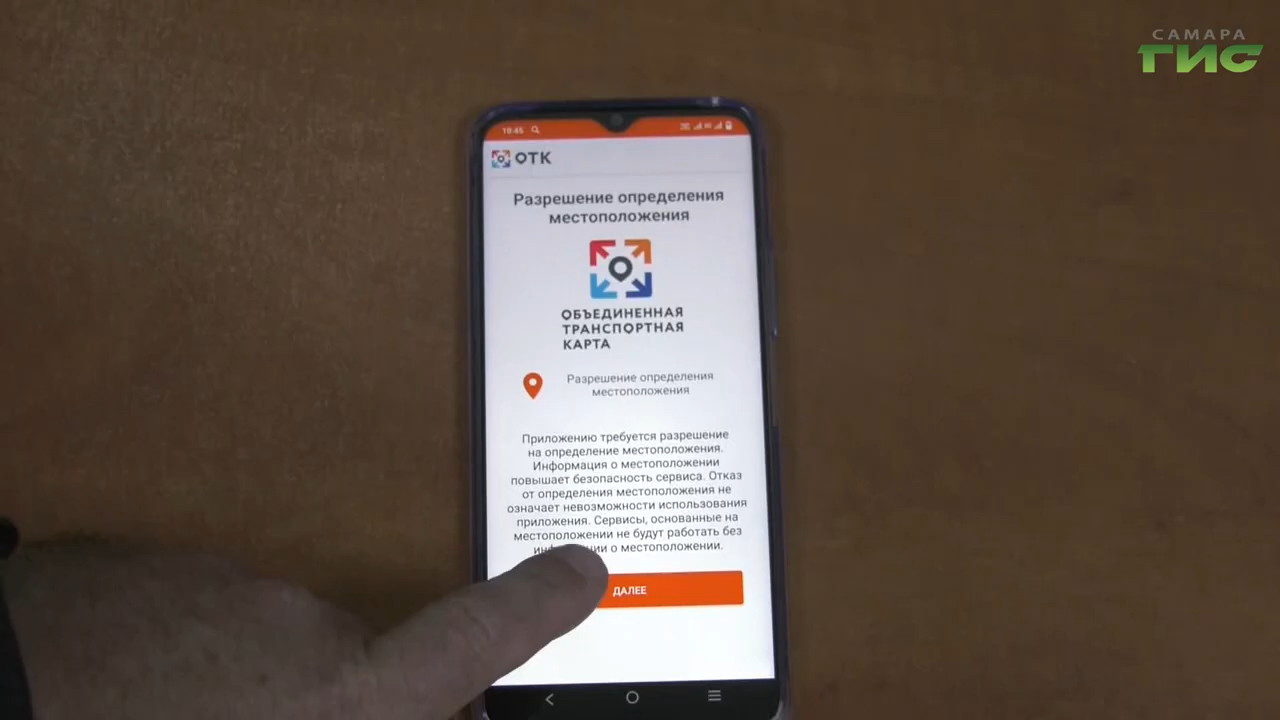 САМАРА
ГИС
10:45
ОТК
Разрешение определения
местоположения
ОБЪЕДИНЕННАЯ
ТРАНСПОРТНАЯ
КАРТА
Разрешение определения
местоположения
Приложению требуется разрешение
на определение местоположения.
Информация о местоположении
повышает безопасность сервиса. Отказ
от определения местоположения не
означает невозможности использования
приложения. Сервисы, основанные на
местоположении не будут работать без
о местоположении.
ДАЛЕЕ